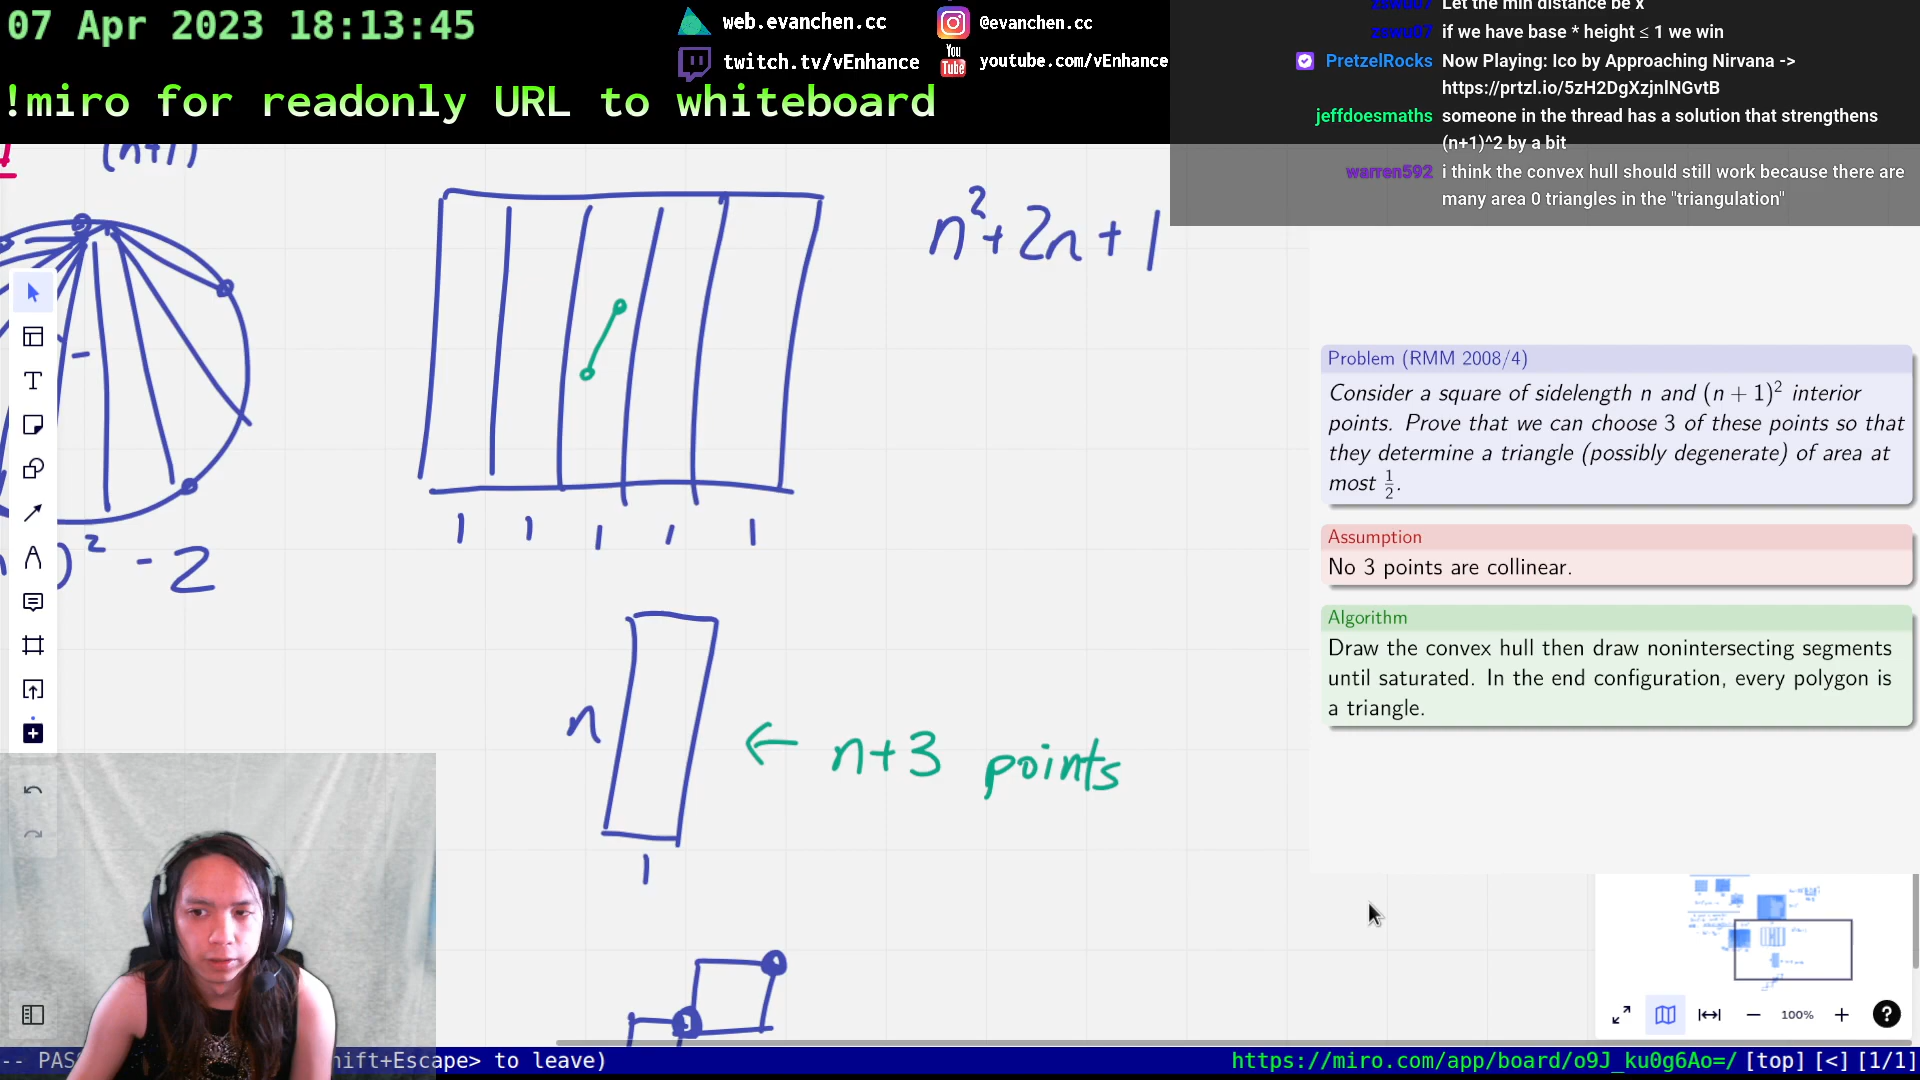 07 Apr 2023 18:13:45
web.evanchen.cc
@evanchen.cc
twitch.tv/vEnhance
You
Tube
youtube.com/vEnhance
!miro for readonly URL to whiteboard
zswu07 Let the min distance be x
zswu07 if we have base * height ≤ 1 we win
PretzelRocks Now Playing: Ico by Approaching Nirvana ->
https://prtzl.io/5zH2DgXzjnlNGvtB
jeffdoesmaths someone in the thread has a solution that strengthens
(n+1)^2 by a bit
warren592 i think the convex hull should still work because there are
many area 0 triangles in the "triangulation"
(n+1)
n²+2n+1
1 1 1 1 1
)² - 2
n
← n+3 points
1
Problem (RMM 2008/4)
Consider a square of sidelength n and (n + 1)² interior
points. Prove that we can choose 3 of these points so that
they determine a triangle (possibly degenerate) of area at
most 1/2.
Assumption
No 3 points are collinear.
Algorithm
Draw the convex hull then draw nonintersecting segments
until saturated. In the end configuration, every polygon is
a triangle.
100%
-- PAS
hift+Escape> to leave)
https://miro.com/app/board/o9J_ku0g6Ao=/ [top] [<] [1/1]